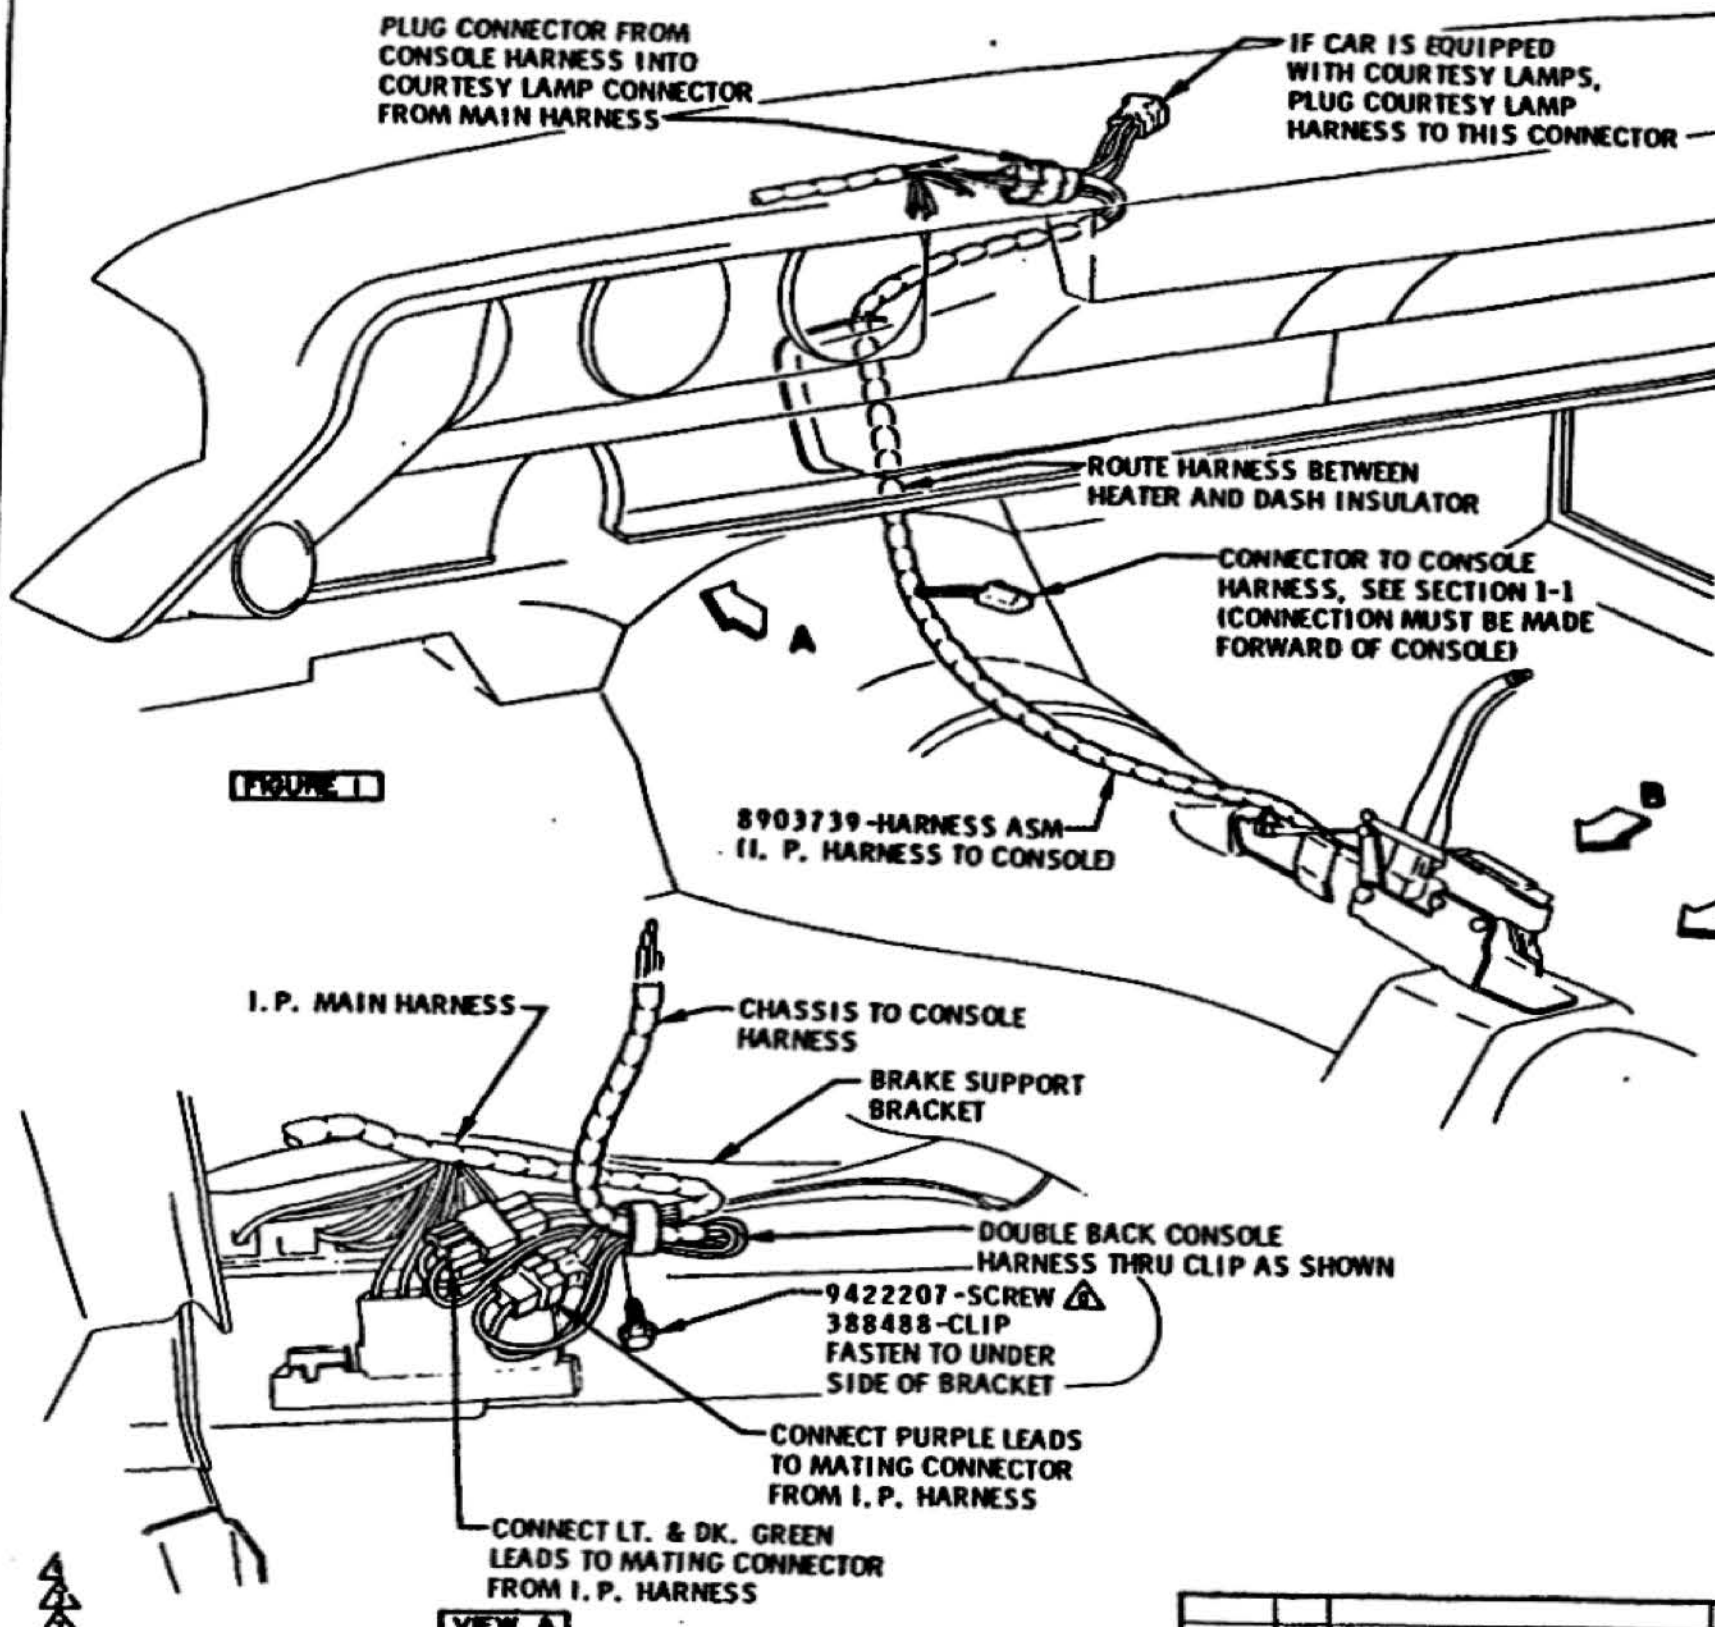 PLUG CONNECTOR FROM
CONSOLE HARNESS INTO
COURTESY LAMP CONNECTOR
FROM MAIN HARNESS
IF CAR IS EQUIPPED
WITH COURTESY LAMPS,
PLUG COURTESY LAMP
HARNESS TO THIS CONNECTOR
ROUTE HARNESS BETWEEN
HEATER AND DASH INSULATOR
CONNECTOR TO CONSOLE
HARNESS, SEE SECTION 1-1
(CONNECTION MUST BE MADE
FORWARD OF CONSOLE)
A
FIGURE 1
B
8903739-HARNESS ASM
(I. P. HARNESS TO CONSOLE)
I.P. MAIN HARNESS
CHASSIS TO CONSOLE
HARNESS
BRAKE SUPPORT
BRACKET
DOUBLE BACK CONSOLE
HARNESS THRU CLIP AS SHOWN
9422207-SCREW
388488-CLIP
FASTEN TO UNDER
SIDE OF BRACKET
CONNECT PURPLE LEADS
TO MATING CONNECTOR
FROM I.P. HARNESS
CONNECT LT. & DK. GREEN
LEADS TO MATING CONNECTOR
FROM I.P. HARNESS
VIEW A